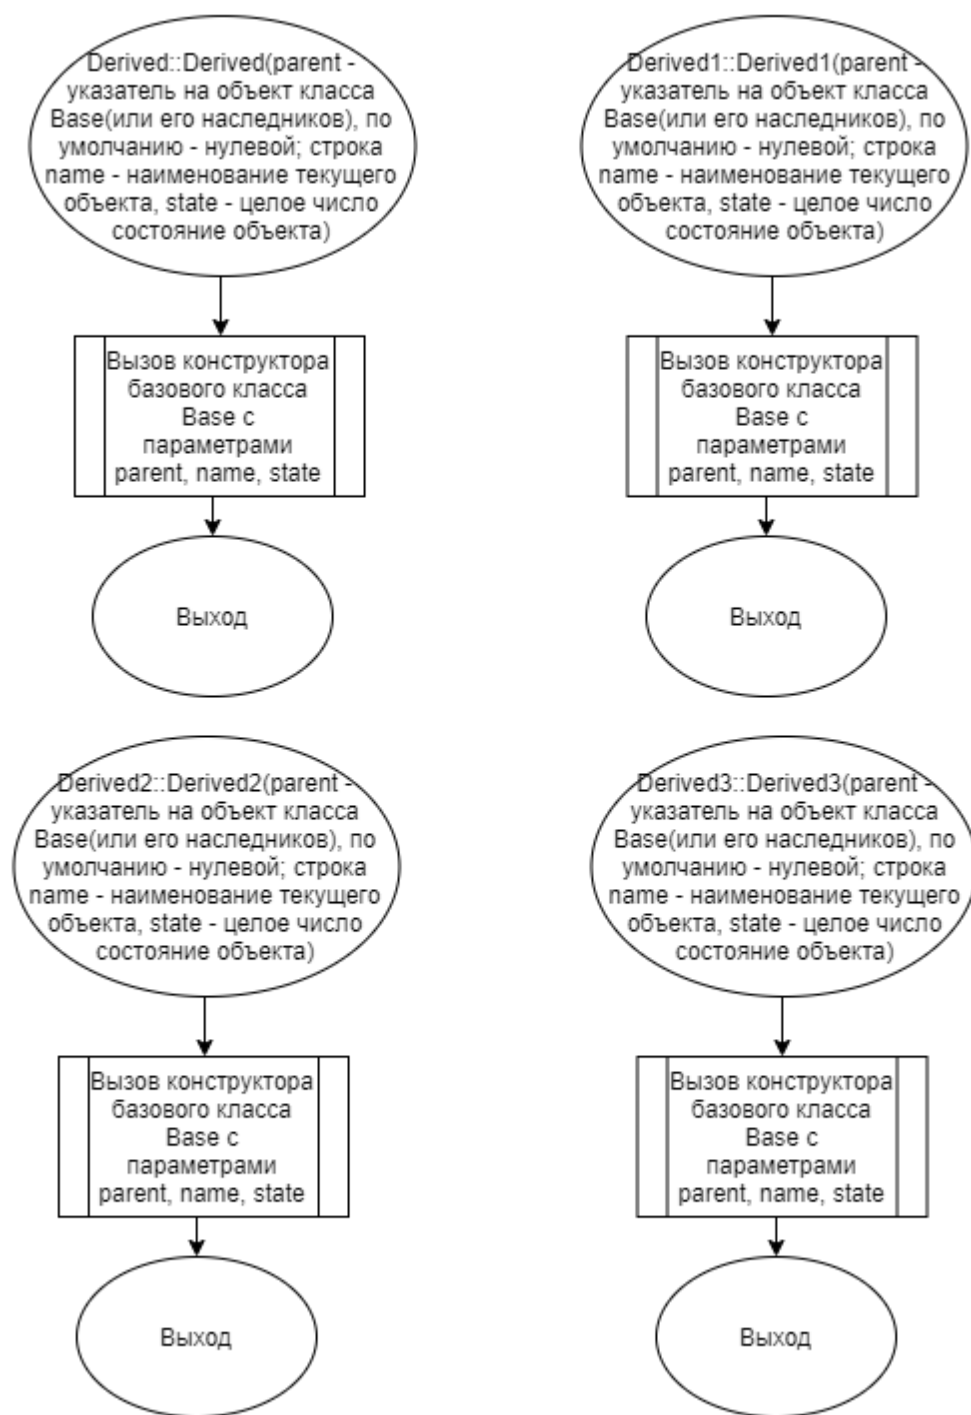 Derived::Derived(parent -
указатель на объект класса
Base(или его наследников), по
умолчанию - нулевой; строка
name - наименование текущего
объекта, state - целое число
состояние объекта)
Вызов конструктора
базового класса
Base с
параметрами
parent, name, state
Выход
Derived1::Derived1(parent -
указатель на объект класса
Base(или его наследников), по
умолчанию - нулевой; строка
name - наименование текущего
объекта, state - целое число
состояние объекта)
Вызов конструктора
базового класса
Base с
параметрами
parent, name, state
Выход
Derived2::Derived2(parent -
указатель на объект класса
Base(или его наследников), по
умолчанию - нулевой; строка
name - наименование текущего
объекта, state - целое число
состояние объекта)
Вызов конструктора
базового класса
Base с
параметрами
parent, name, state
Выход
Derived3::Derived3(parent -
указатель на объект класса
Base(или его наследников), по
умолчанию - нулевой; строка
name - наименование текущего
объекта, state - целое число
состояние объекта)
Вызов конструктора
базового класса
Base с
параметрами
parent, name, state
Выход